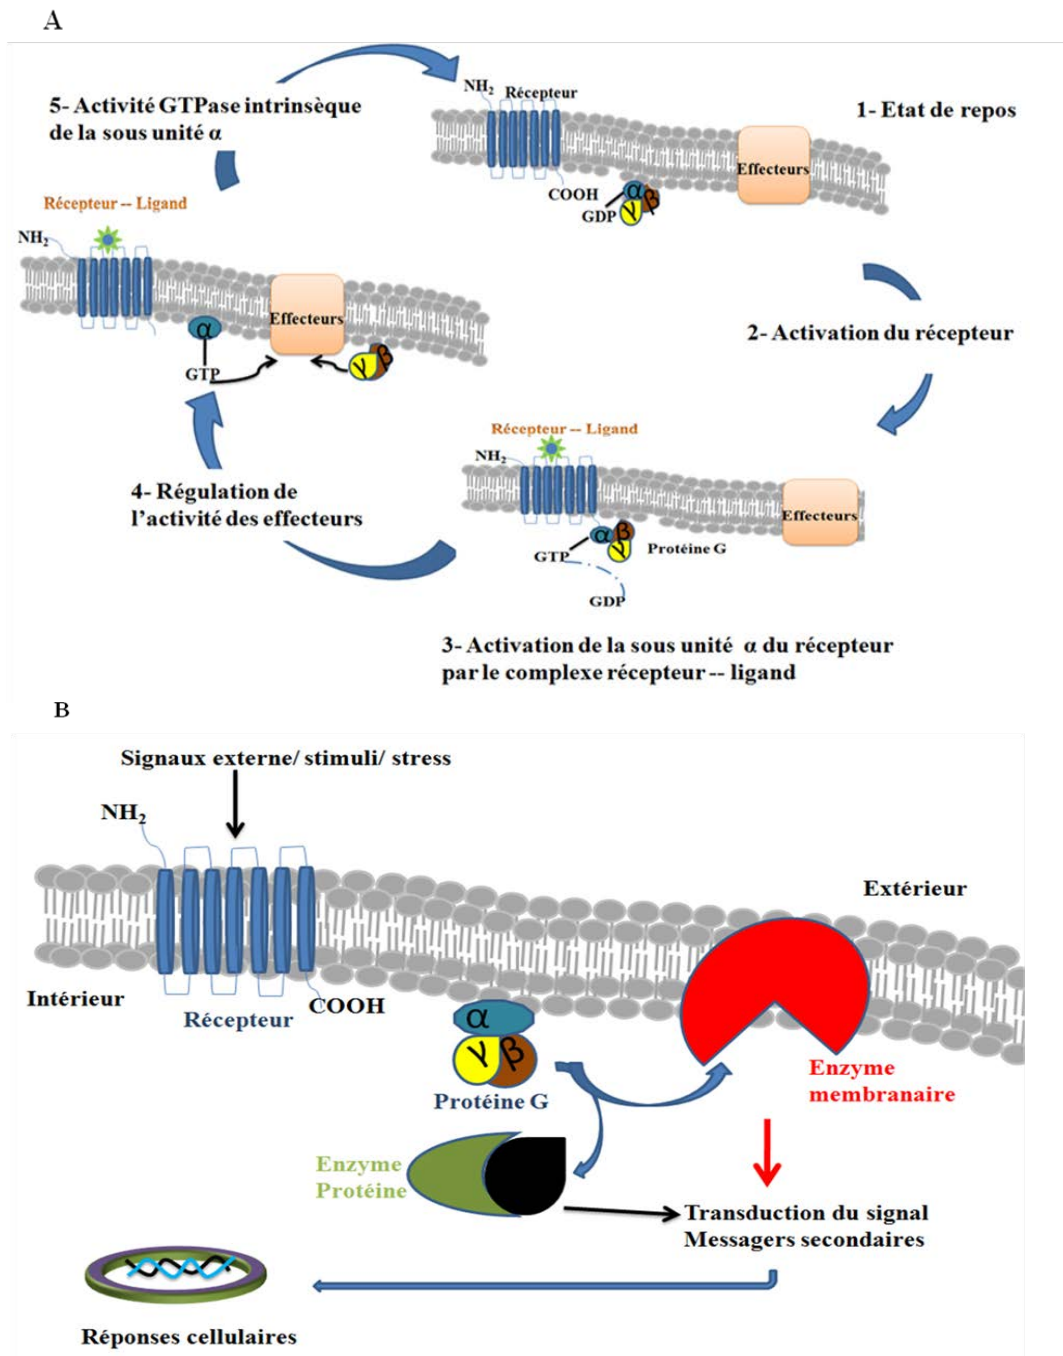 A
5- Activité GTPase intrinsèque
de la sous unité α
NH2
Récepteur
1- Etat de repos
Effecteurs
COOH
GDP
α
β
γ
Récepteur -- Ligand
NH2
Effecteurs
α
GTP
γ
β
2- Activation du récepteur
Récepteur -- Ligand
NH2
Effecteurs
α
β
γ
GTP
Protéine G
GDP
4- Régulation de
l’activité des effecteurs
3- Activation de la sous unité α du récepteur
par le complexe récepteur -- ligand
B
Signaux externe/ stimuli/ stress
NH2
Extérieur
Intérieur
Récepteur
COOH
α
γ
β
Protéine G
Enzyme
membranaire
Enzyme
Protéine
Transduction du signal
Messagers secondaires
Réponses cellulaires